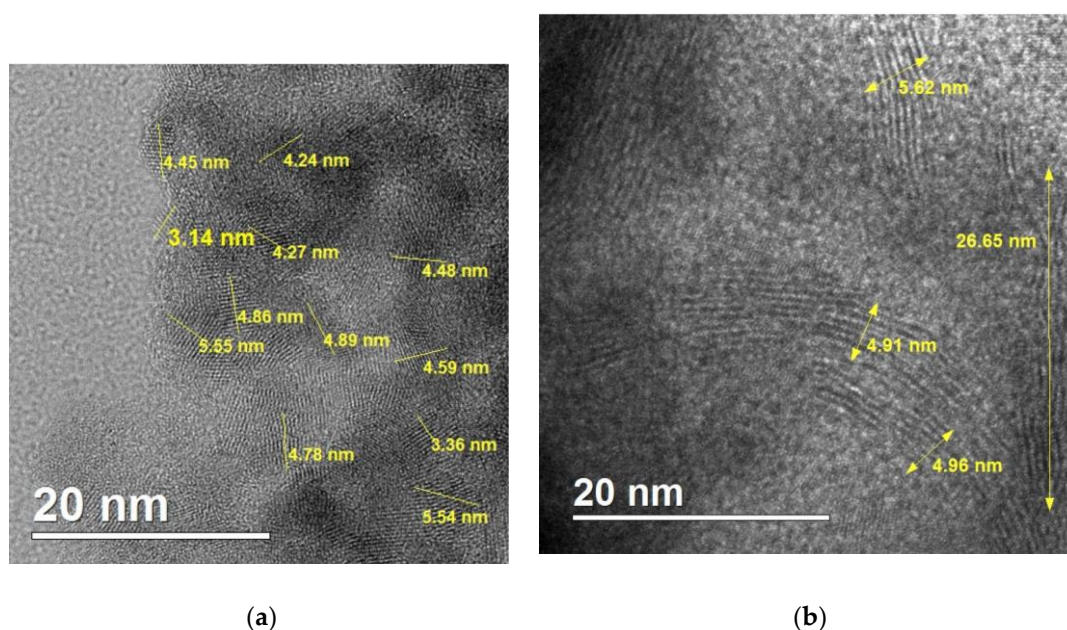 4.45 nm
4.24 nm
3.14 nm
4.27 nm
4.48 nm
4.86 nm
5.55 nm
4.89 nm
4.59 nm
4.78 nm
3.36 nm
5.54 nm
20 nm
(a)
5.62 nm
26.65 nm
4.91 nm
4.96 nm
20 nm
(b)